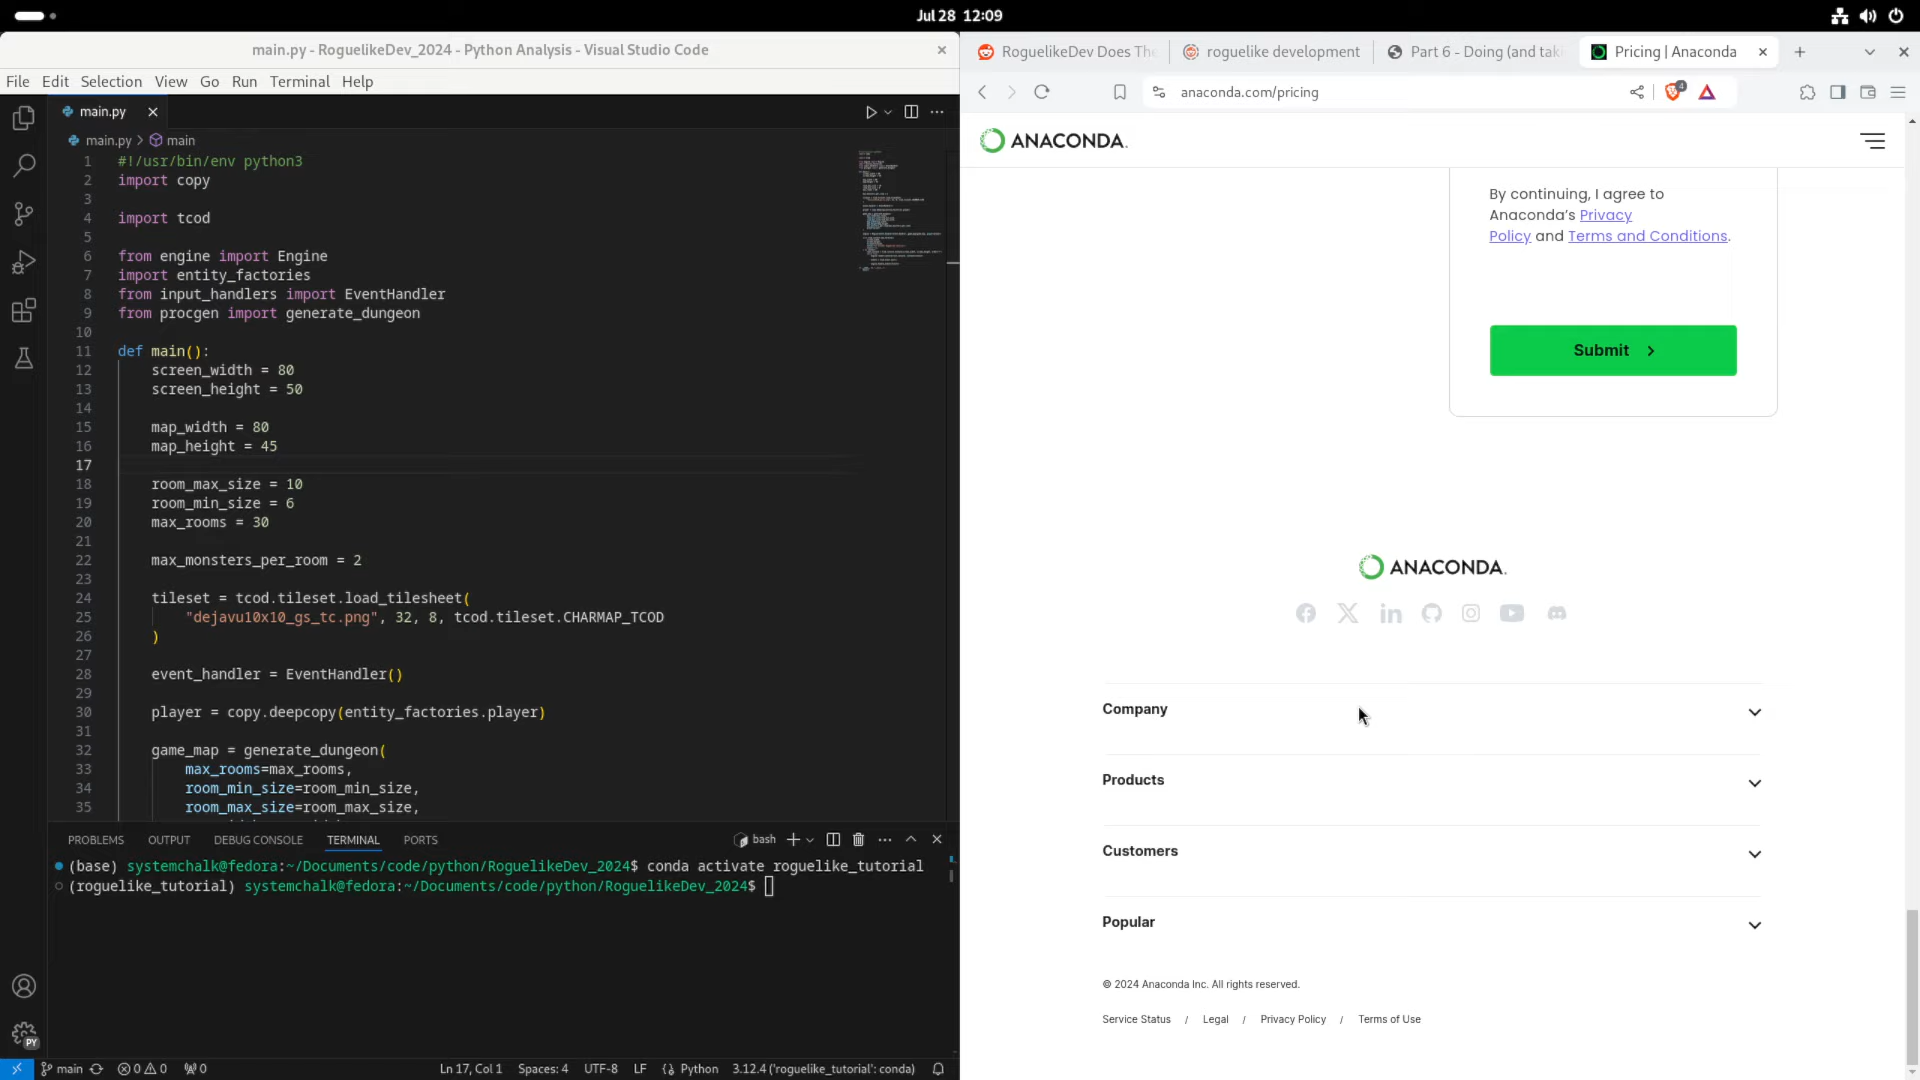 Jul 28 12:09
main.py - RoguelikeDev_2024 - Python Analysis - Visual Studio Code
File Edit Selection View Go Run Terminal Help
main.py
main.py > main
1 #!/usr/bin/env python3
2 import copy
3
4 import tcod
5
6 from engine import Engine
7 import entity_factories
8 from input_handlers import EventHandler
9 from procgen import generate_dungeon
10
11 def main():
12 screen_width = 80
13 screen_height = 50
14
15 map_width = 80
16 map_height = 45
17
18 room_max_size = 10
19 room_min_size = 6
20 max_rooms = 30
21
22 max_monsters_per_room = 2
23
24 tileset = tcod.tileset.load_tilesheet(
25 "dejavu10x10_gs_tc.png", 32, 8, tcod.tileset.CHARMAP_TCOD
26 )
27
28 event_handler = EventHandler()
29
30 player = copy.deepcopy(entity_factories.player)
31
32 game_map = generate_dungeon(
33 max_rooms=max_rooms,
34 room_min_size=room_min_size,
35 room_max_size=room_max_size,
PROBLEMS OUTPUT DEBUG CONSOLE TERMINAL PORTS
bash
(base) systemchalk@fedora:~/Documents/code/python/RoguelikeDev_2024$ conda activate roguelike_tutorial
(roguelike_tutorial) systemchalk@fedora:~/Documents/code/python/RoguelikeDev_2024$
PY
main 0 0 0 Ln 17, Col 1 Spaces: 4 UTF-8 LF Python 3.12.4 ('roguelike_tutorial': conda)
RoguelikeDev Does The roguelike development Part 6 - Doing (and taki Pricing | Anaconda
anaconda.com/pricing
4
ANACONDA.
By continuing, I agree to
Anaconda's Privacy
Policy and Terms and Conditions.
Submit
ANACONDA.
Company
Products
Customers
Popular
© 2024 Anaconda Inc. All rights reserved.
Service Status / Legal / Privacy Policy / Terms of Use